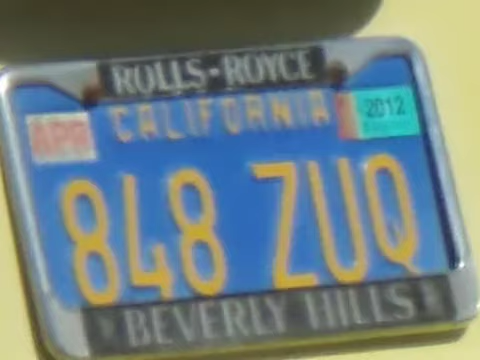 ROLLS-ROYCE
CALIFORNIA
APR
2012
848 ZUQ
BEVERLY HILLS